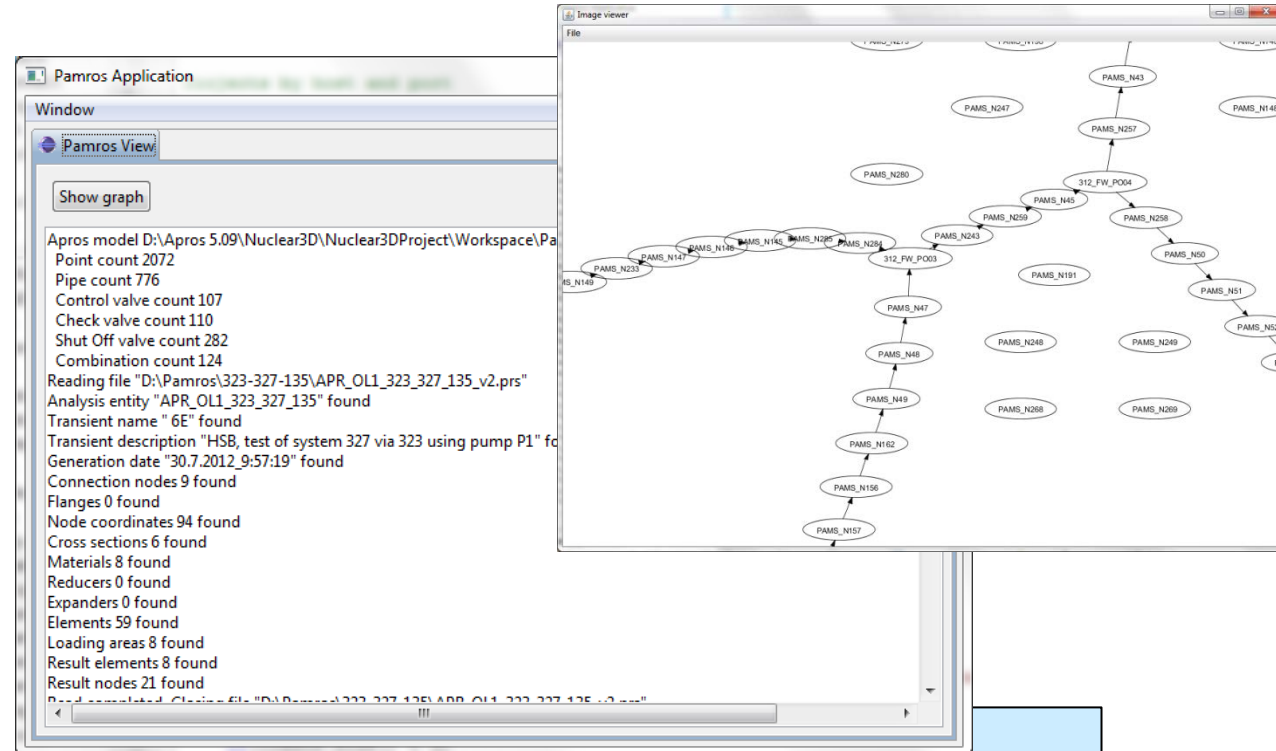 Image viewer
File
PAMS_N43
PAMS_N247
PAMS_N148
PAMS_N257
PAMS_N280
312_FW_PO04
PAMS_N45
PAMS_N259
PAMS_N258
PAMS_N243
PAMS_N284
PAMS_N285
PAMS_N145
PAMS_N146
PAMS_N147
PAMS_N233
312_FW_PO03
PAMS_N50
PAMS_N191
PAMS_N51
PAMS_N47
PAMS_N248
PAMS_N249
PAMS_N48
PAMS_N49
PAMS_N268
PAMS_N269
PAMS_N162
PAMS_N156
PAMS_N157
Pamros Application
Window
Pamros View
Show graph
Apros model D:\Apros 5.09\Nuclear3D\Nuclear3DProject\Workspace\Pa
Point count 2072
Pipe count 776
Control valve count 107
Check valve count 110
Shut Off valve count 282
Combination count 124
Reading file "D:\Pamros\323-327-135\APR_OL1_323_327_135_v2.prs"
Analysis entity "APR_OL1_323_327_135" found
Transient name " 6E" found
Transient description "HSB, test of system 327 via 323 using pump P1" fo
Generation date "30.7.2012_9:57:19" found
Connection nodes 9 found
Flanges 0 found
Node coordinates 94 found
Cross sections 6 found
Materials 8 found
Reducers 0 found
Expanders 0 found
Elements 59 found
Loading areas 8 found
Result elements 8 found
Result nodes 21 found